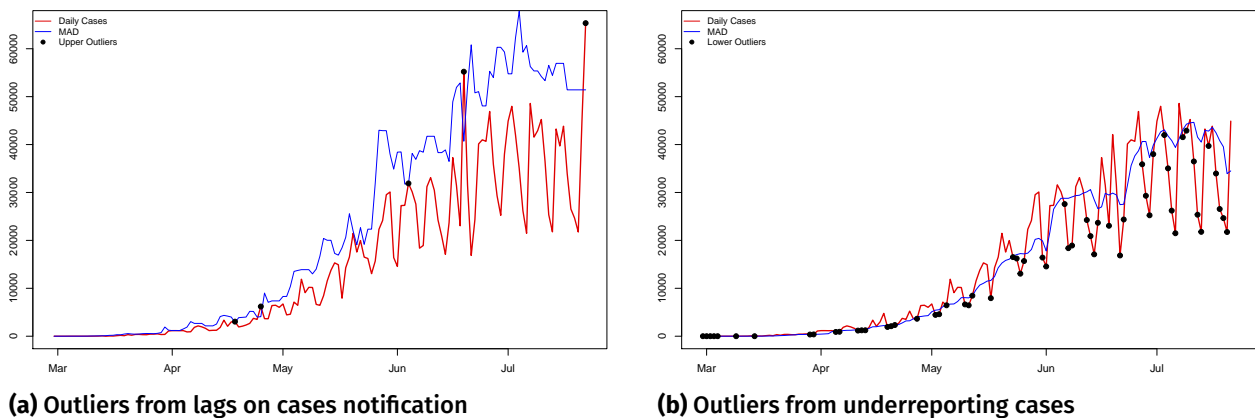 Daily Cases
MAD
Upper Outliers
60000
50000
40000
30000
20000
10000
0
Mar
Apr
May
Jun
Jul
(a) Outliers from lags on cases notification
Daily Cases
MAD
Lower Outliers
60000
50000
40000
30000
20000
10000
0
Mar
Apr
May
Jun
Jul
(b) Outliers from underreporting cases